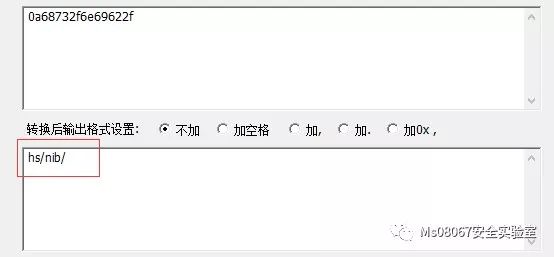 0a68732f6e69622f
转换后输出格式设置: 不加 加空格 加, 加. 加0x ,
hs/nib/
Ms08067安全实验室